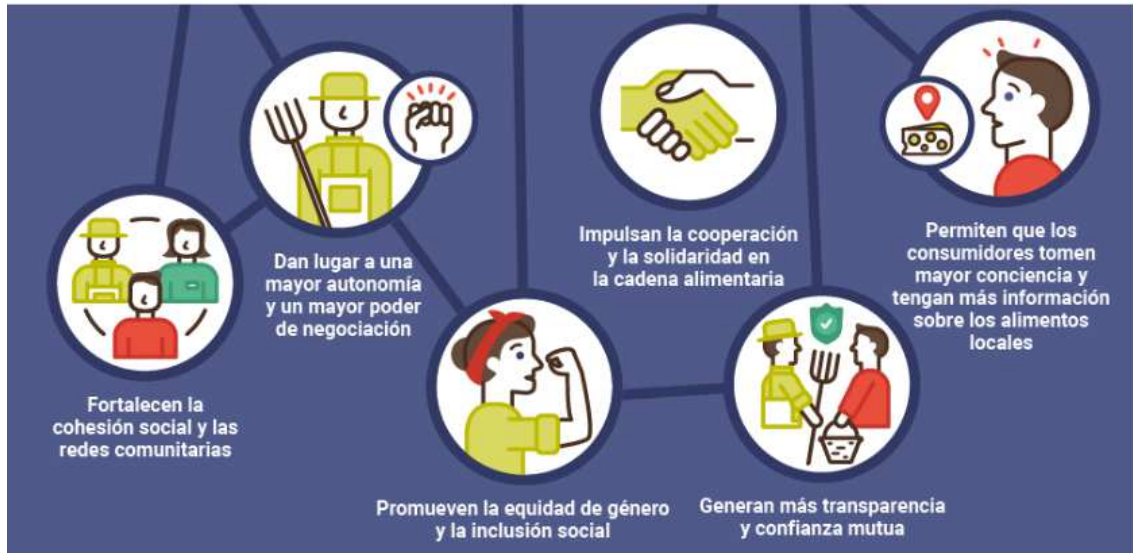 Dan lugar a una
mayor autonomía
y un mayor poder
de negociación
Impulsan la cooperación
y la solidaridad en
la cadena alimentaria
Permiten que los
consumidores tomen
mayor conciencia y
tengan más información
sobre los alimentos
locales
Fortalecen la
cohesión social y las
redes comunitarias
Promueven la equidad de género
y la inclusión social
Generan más transparencia
y confianza mutua